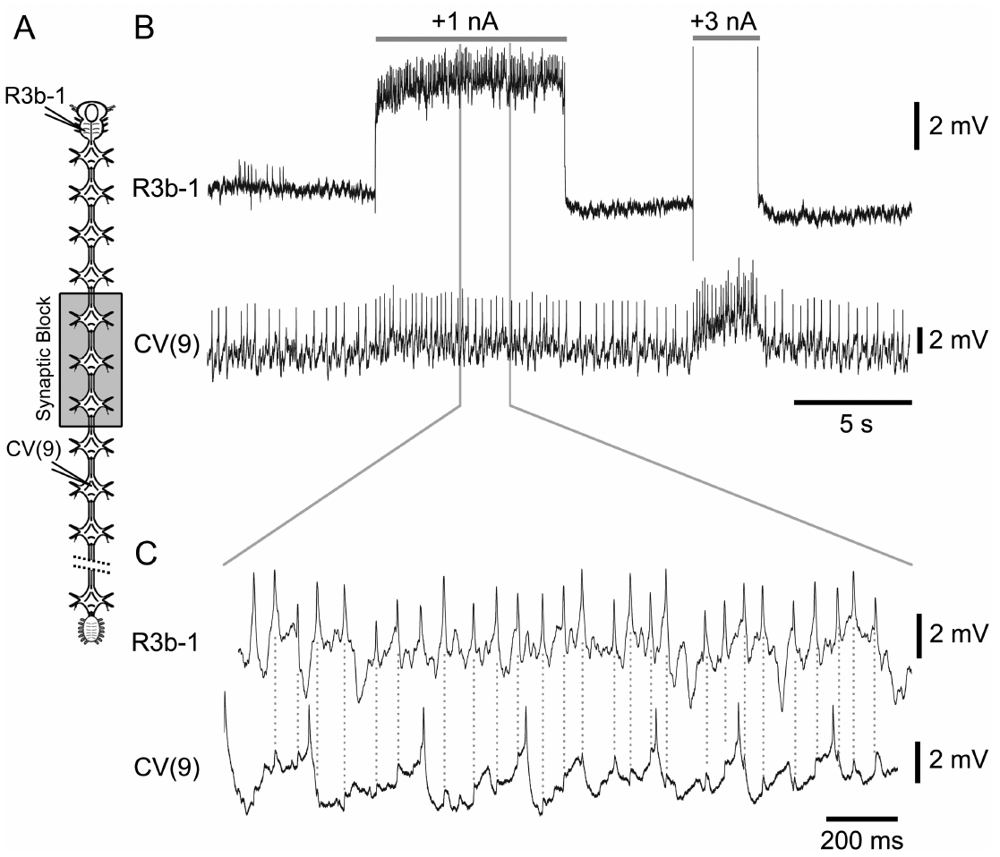 A
B
+1 nA
+3 nA
R3b-1
2 mV
R3b-1
Synaptic Block
CV(9)
2 mV
5 s
CV(9)
C
R3b-1
2 mV
CV(9)
2 mV
200 ms